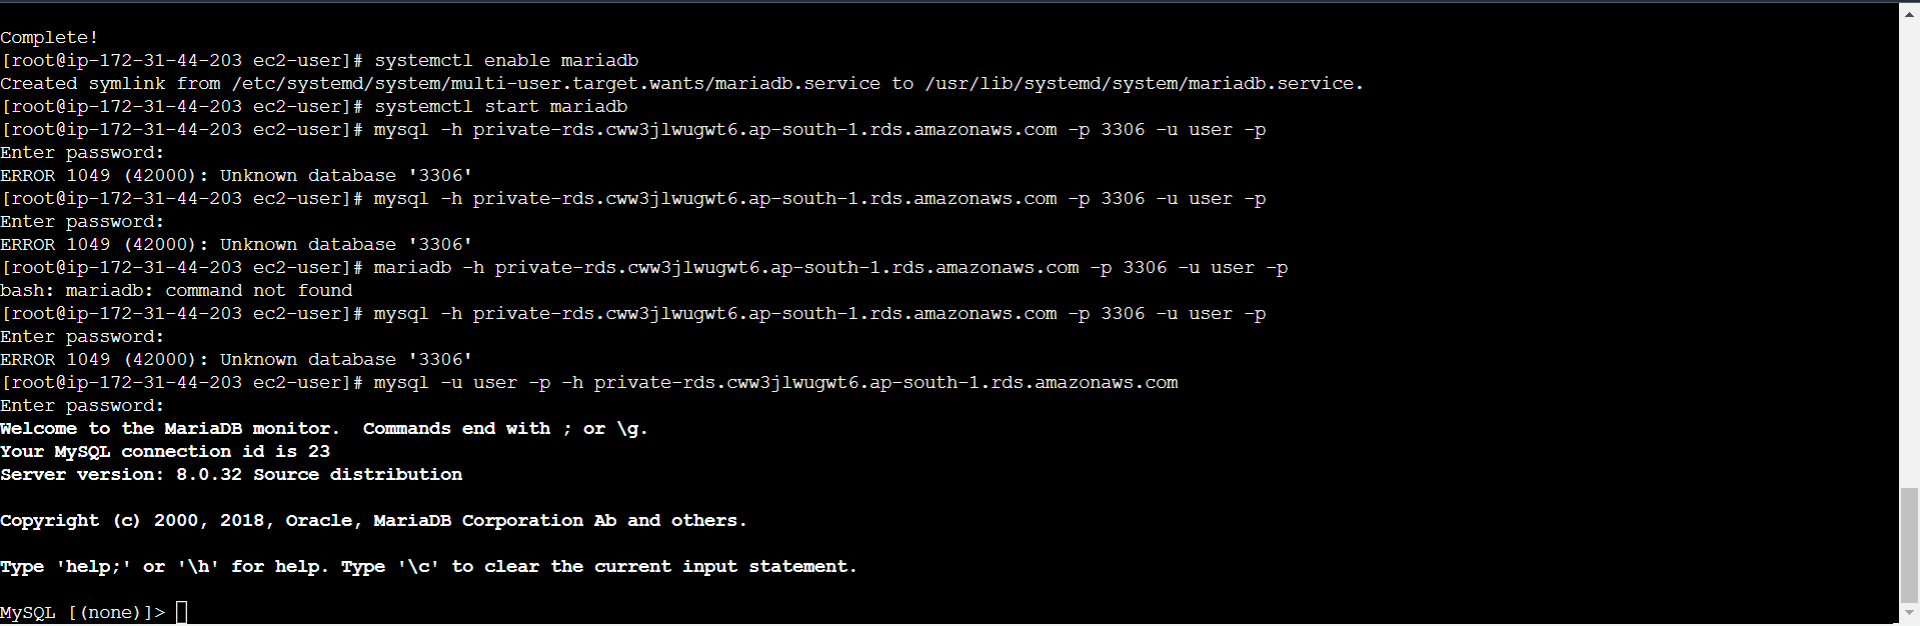 Complete!
[root@ip-172-31-44-203 ec2-user]# systemctl enable mariadb
Created symlink from /etc/systemd/system/multi-user.target.wants/mariadb.service to /usr/lib/systemd/system/mariadb.service.
[root@ip-172-31-44-203 ec2-user]# systemctl start mariadb
[root@ip-172-31-44-203 ec2-user]# mysql -h private-rds.cww3jlwugwt6.ap-south-1.rds.amazonaws.com -p 3306 -u user -p
Enter password:
ERROR 1049 (42000): Unknown database '3306'
[root@ip-172-31-44-203 ec2-user]# mysql -h private-rds.cww3jlwugwt6.ap-south-1.rds.amazonaws.com -p 3306 -u user -p
Enter password:
ERROR 1049 (42000): Unknown database '3306'
[root@ip-172-31-44-203 ec2-user]# mariadb -h private-rds.cww3jlwugwt6.ap-south-1.rds.amazonaws.com -p 3306 -u user -p
bash: mariadb: command not found
[root@ip-172-31-44-203 ec2-user]# mysql -h private-rds.cww3jlwugwt6.ap-south-1.rds.amazonaws.com -p 3306 -u user -p
Enter password:
ERROR 1049 (42000): Unknown database '3306'
[root@ip-172-31-44-203 ec2-user]# mysql -u user -p -h private-rds.cww3jlwugwt6.ap-south-1.rds.amazonaws.com
Enter password:
Welcome to the MariaDB monitor.  Commands end with ; or \g.
Your MySQL connection id is 23
Server version: 8.0.32 Source distribution
Copyright (c) 2000, 2018, Oracle, MariaDB Corporation Ab and others.
Type 'help;' or '\h' for help. Type '\c' to clear the current input statement.
MySQL [(none)]>